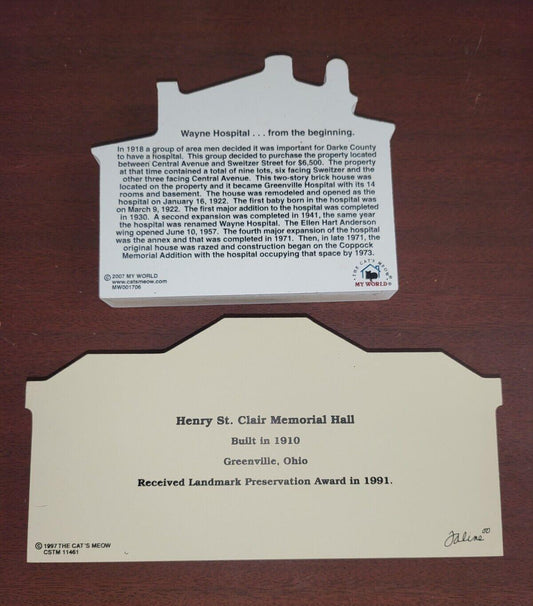 Wayne Hospital . . . from the beginning.
In 1918 a group of area men decided it was important for Darke County
to have a hospital. This group decided to purchase the property located
between Central Avenue and Sweitzer Street for $6,500. The property
at that time contained a total of nine lots, six facing Sweitzer and the
other three facing Central Avenue. This two-story brick house was
located on the property and it became Greenville Hospital with its 14
rooms and basement. The house was remodeled and opened as the
hospital on January 16, 1922. The first baby born in the hospital was
on March 9, 1922. The first major addition to the hospital was completed
in 1930. A second expansion was completed in 1941, the same year
the hospital was renamed Wayne Hospital. The Ellen Hart Anderson
wing opened June 10, 1957. The fourth major expansion of the hospital
was the annex and that was completed in 1971. Then, in late 1971, the
original house was razed and construction began on the Coppock
Memorial Addition with the hospital occupying that space by 1973.
© 2007 MY WORLD
www.catsmeow.com
MW001706
THE CAT'S MEOW
MY WORLD®
Henry St. Clair Memorial Hall
Built in 1910
Greenville, Ohio
Received Landmark Preservation Award in 1991.
© 1997 THE CAT'S MEOW
CSTM 11461
Faline